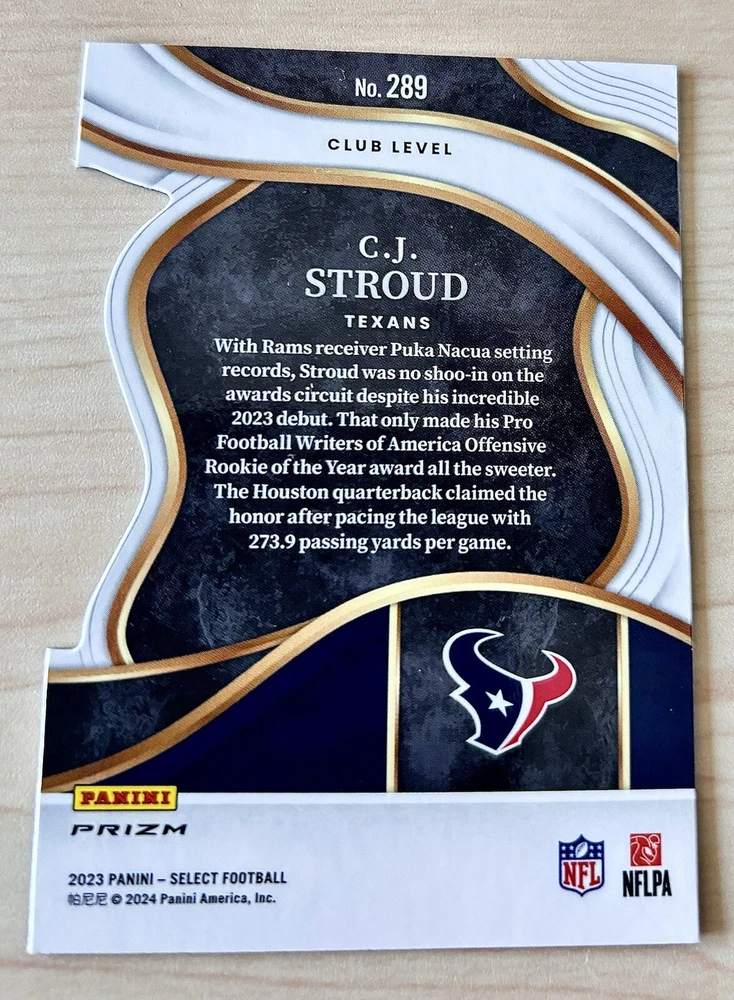 No. 289
CLUB LEVEL
C.J.
STROUD
TEXANS
With Rams receiver Puka Nacua setting
records, Stroud was no shoo-in on the
awards circuit despite his incredible
2023 debut. That only made his Pro
Football Writers of America Offensive
Rookie of the Year award all the sweeter.
The Houston quarterback claimed the
honor after pacing the league with
273.9 passing yards per game.
PANINI
PRIZM
2023 PANINI – SELECT FOOTBALL
帕尼尼 © 2024 Panini America, Inc.
NFL
NFLPA